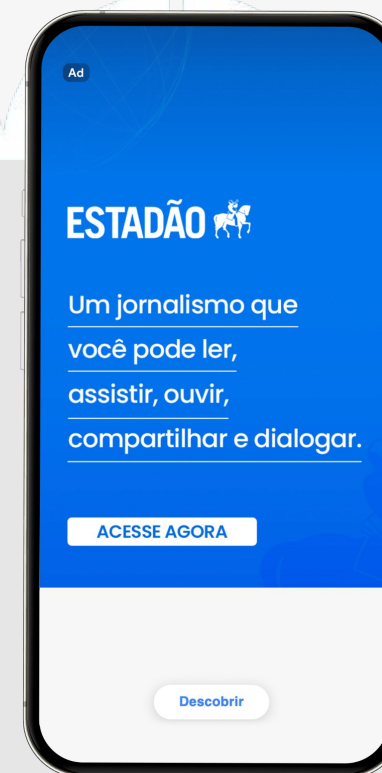 Ad
ESTADÃO
Um jornalismo que
você pode ler,
assistir, ouvir,
compartilhar e dialogar.
ACESSE AGORA
Descobrir